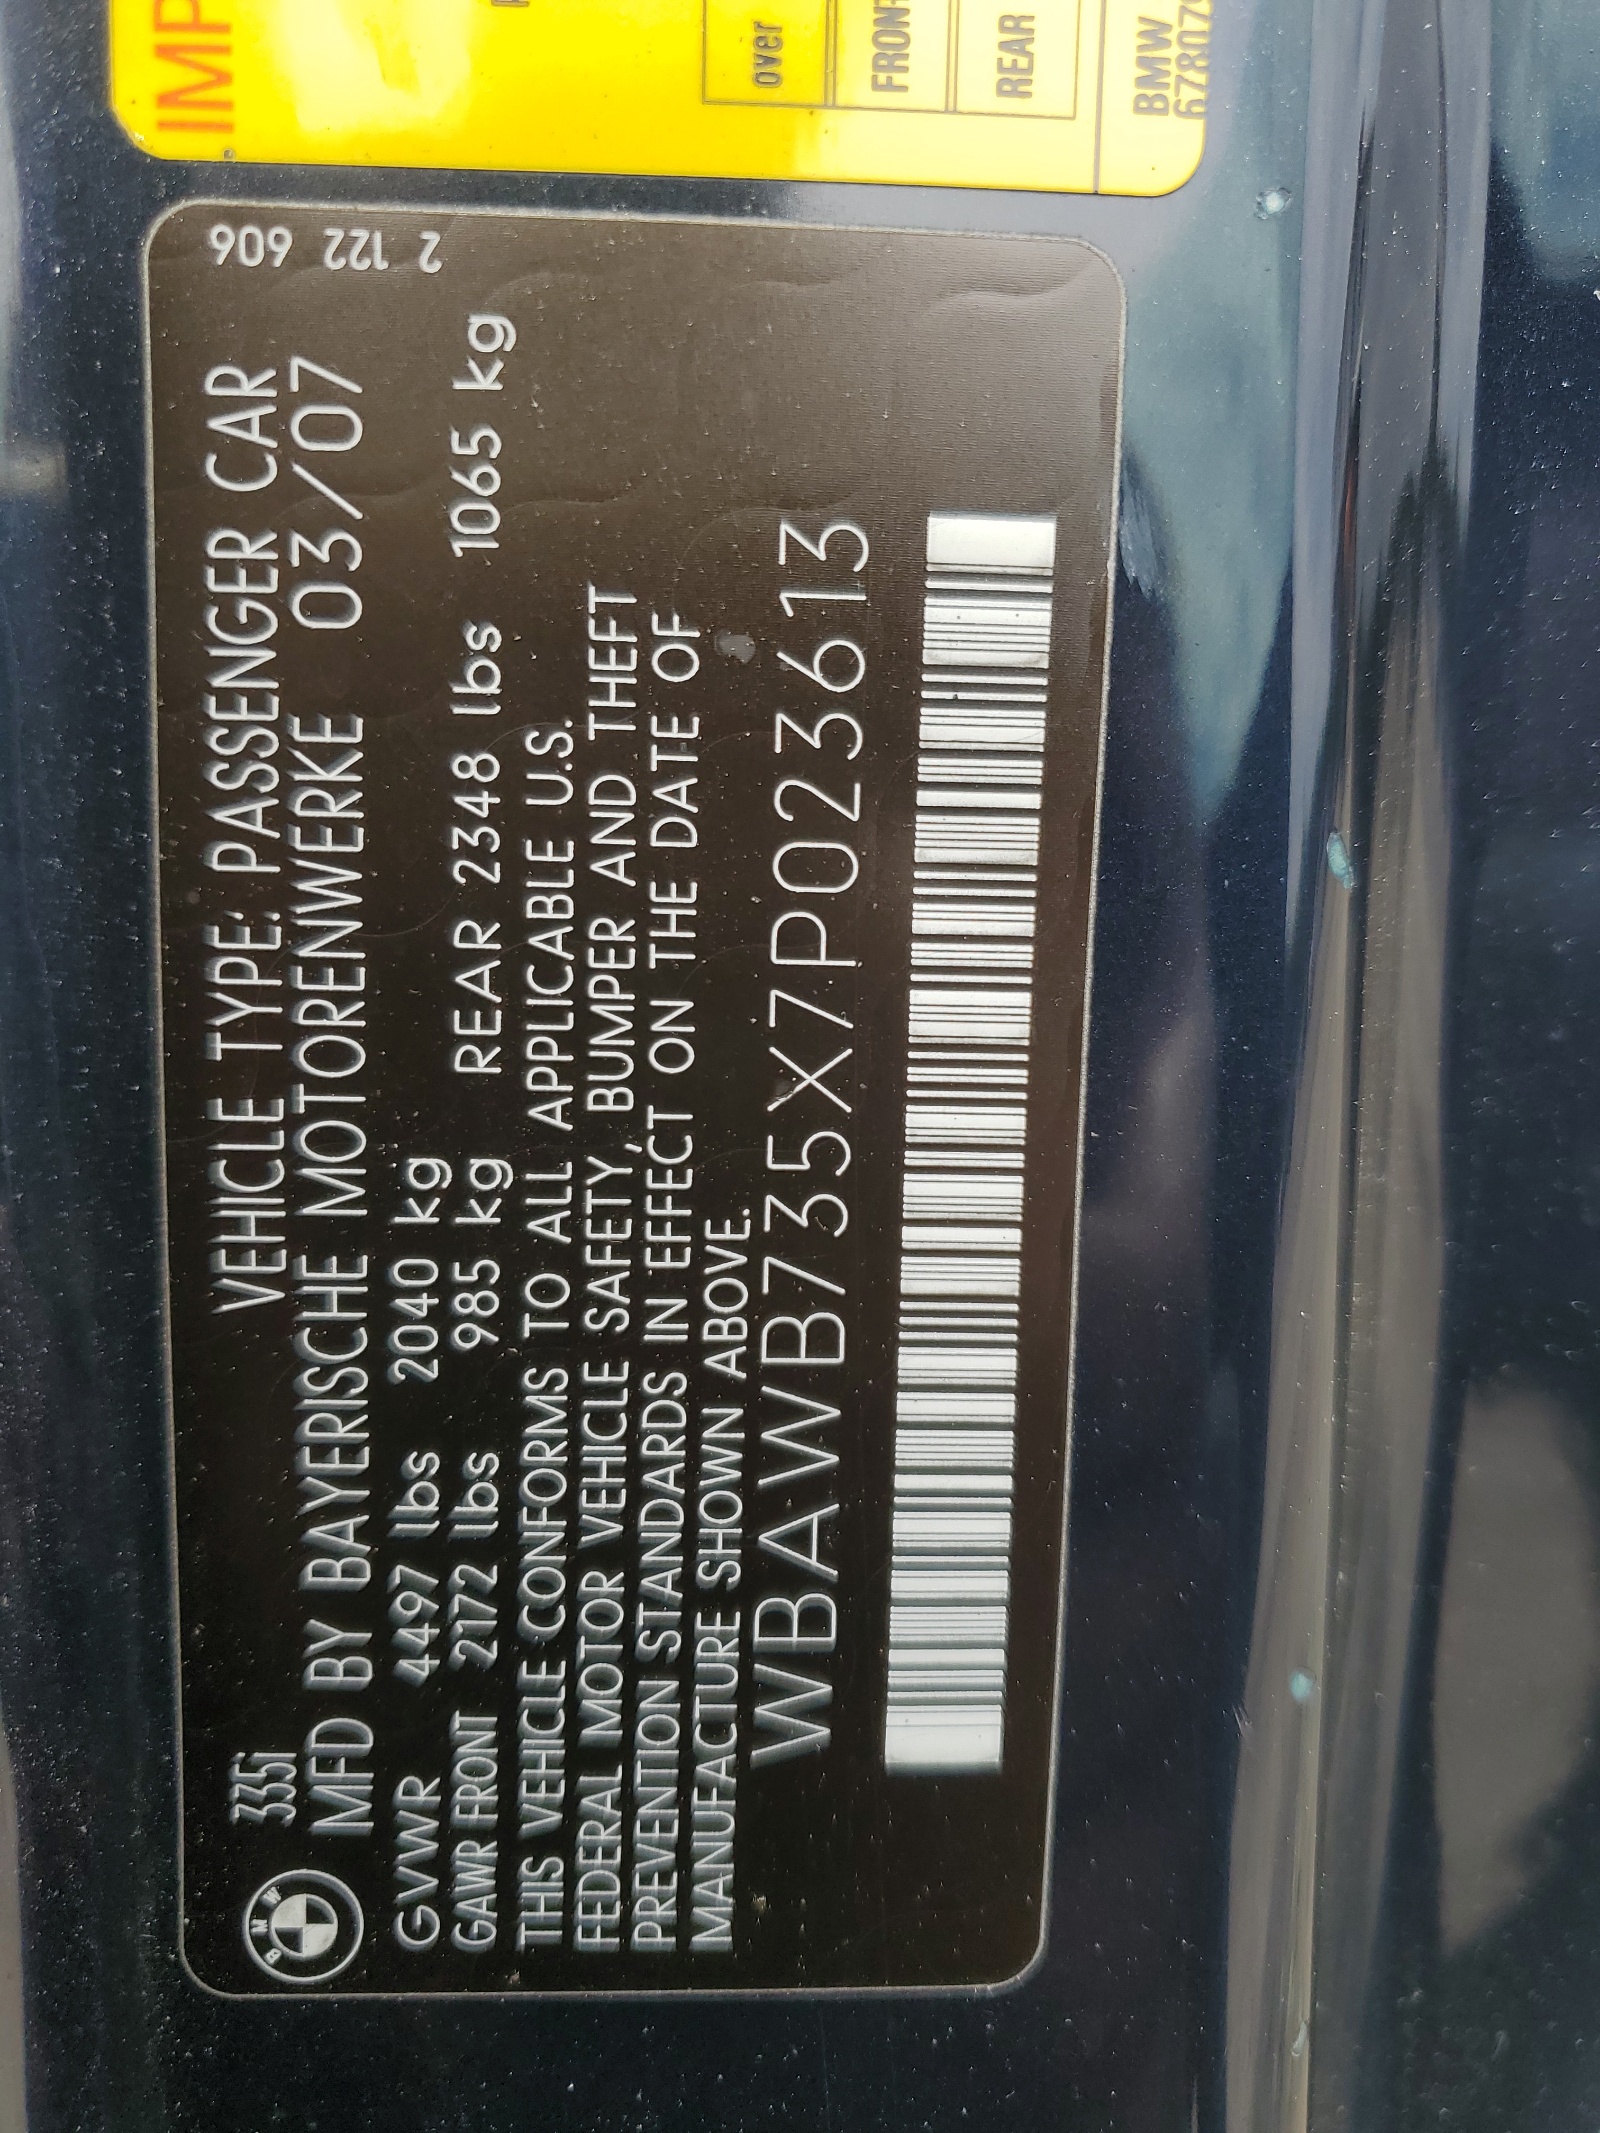 335i VEHICLE TYPE: PASSENGER CAR
MFD BY BAYERISCHE MOTORENWERKE 03/07
GVWR 4497 lbs 2040 kg
GAWR FRONT 2172 lbs 985 kg REAR 2348 lbs 1065 kg
THIS VEHICLE CONFORMS TO ALL APPLICABLE U.S.
FEDERAL MOTOR VEHICLE SAFETY, BUMPER AND THEFT
PREVENTION STANDARDS IN EFFECT ON THE DATE OF
MANUFACTURE SHOWN ABOVE.
WBAWB735X7P023613
2 122 606
BMW
over
FRONT
REAR
BMW